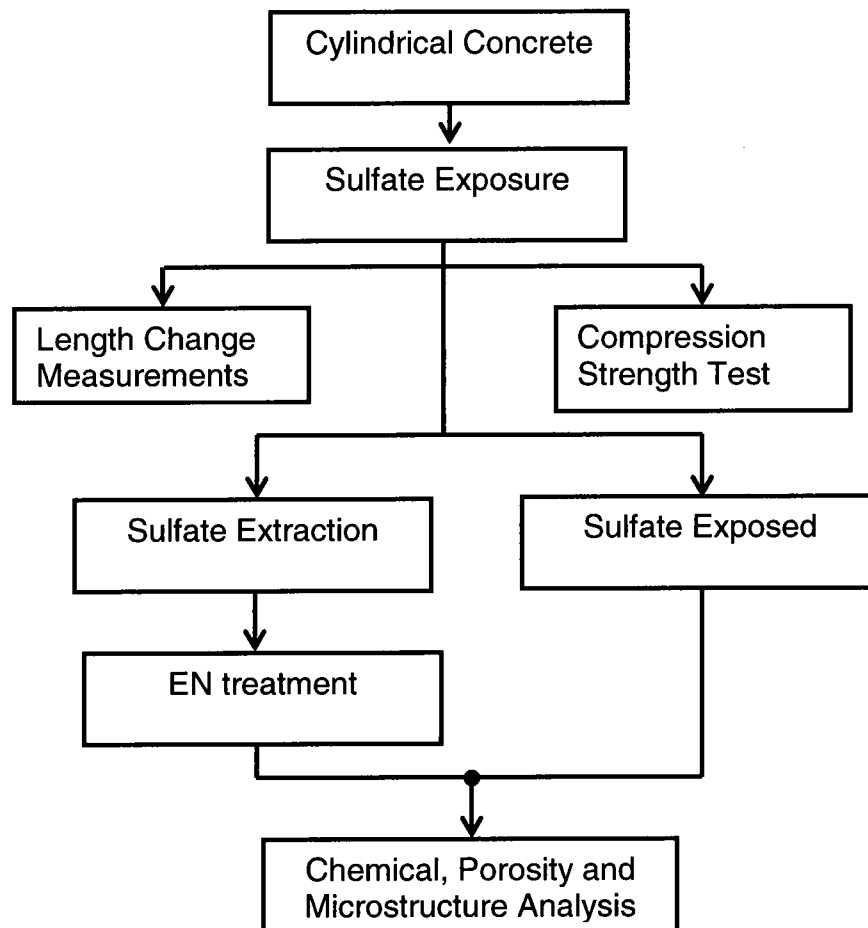 Cylindrical Concrete
Sulfate Exposure
Length Change
Measurements
Compression
Strength Test
Sulfate Extraction
Sulfate Exposed
EN treatment
Chemical, Porosity and
Microstructure Analysis